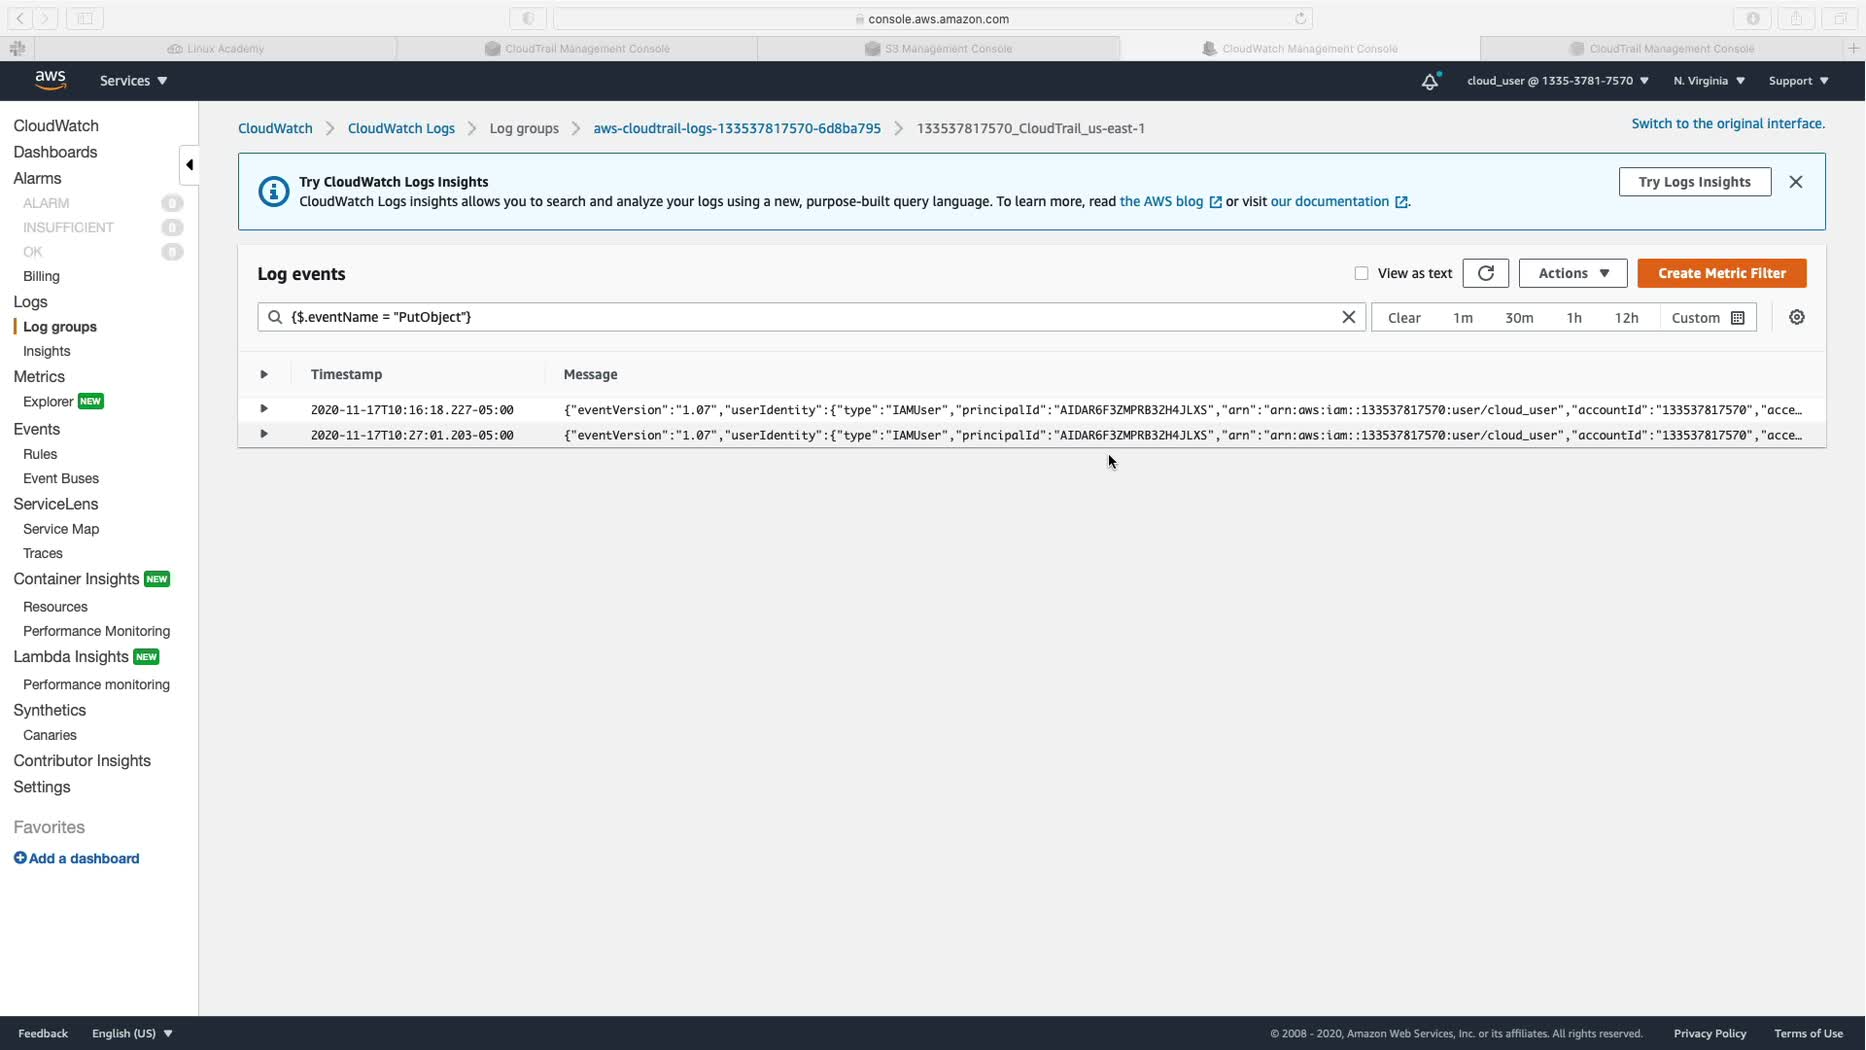 console.aws.amazon.com
Linux Academy
CloudTrail Management Console
S3 Management Console
CloudWatch Management Console
CloudTrail Management Console
aws
Services
cloud_user @ 1335-3781-7570
N. Virginia
Support
CloudWatch
Dashboards
Alarms
ALARM 0
INSUFFICIENT 0
OK 0
Billing
Logs
Log groups
Insights
Metrics
Explorer NEW
Events
Rules
Event Buses
ServiceLens
Service Map
Traces
Container Insights NEW
Resources
Performance Monitoring
Lambda Insights NEW
Performance monitoring
Synthetics
Canaries
Contributor Insights
Settings
Favorites
Add a dashboard
CloudWatch
CloudWatch Logs
Log groups
aws-cloudtrail-logs-133537817570-6d8ba795
133537817570_CloudTrail_us-east-1
Switch to the original interface.
Try CloudWatch Logs Insights
CloudWatch Logs insights allows you to search and analyze your logs using a new, purpose-built query language. To learn more, read the AWS blog or visit our documentation.
Try Logs Insights
Log events
View as text
Actions
Create Metric Filter
{$.eventName = "PutObject"}
Clear 1m 30m 1h 12h Custom
Timestamp Message
2020-11-17T10:16:18.227-05:00 {"eventVersion":"1.07","userIdentity":{"type":"IAMUser","principalId":"AIDAR6F3ZMPRB32H4JLXS","arn":"arn:aws:iam::133537817570:user/cloud_user","accountId":"133537817570","acce…
2020-11-17T10:27:01.203-05:00 {"eventVersion":"1.07","userIdentity":{"type":"IAMUser","principalId":"AIDAR6F3ZMPRB32H4JLXS","arn":"arn:aws:iam::133537817570:user/cloud_user","accountId":"133537817570","acce…
Feedback
English (US)
© 2008 - 2020, Amazon Web Services, Inc. or its affiliates. All rights reserved.
Privacy Policy
Terms of Use